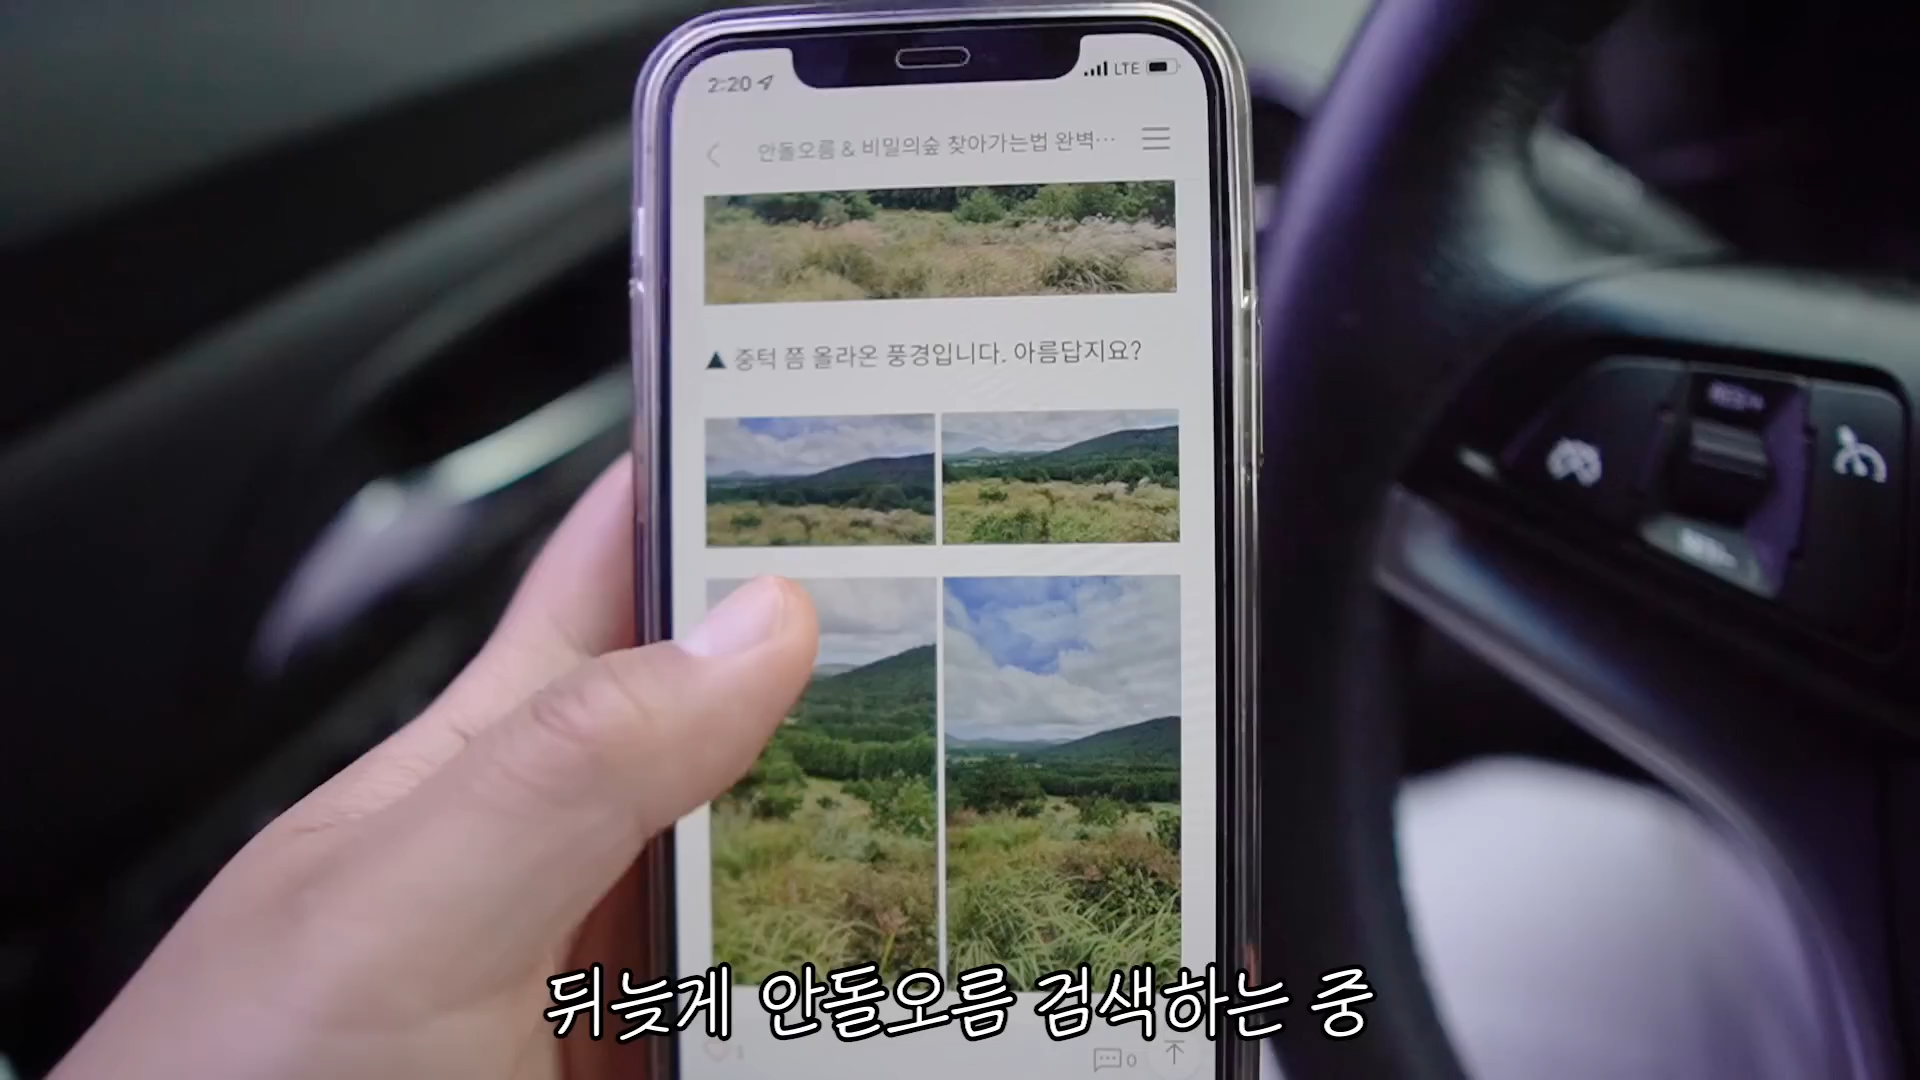 2:20
LTE
안돌오름 & 비밀의숲 찾아가는법 완벽…
▲ 중턱 쯤 올라온 풍경입니다. 아름답지요?
뒤늦게 안돌오름 검색하는 중
1
0